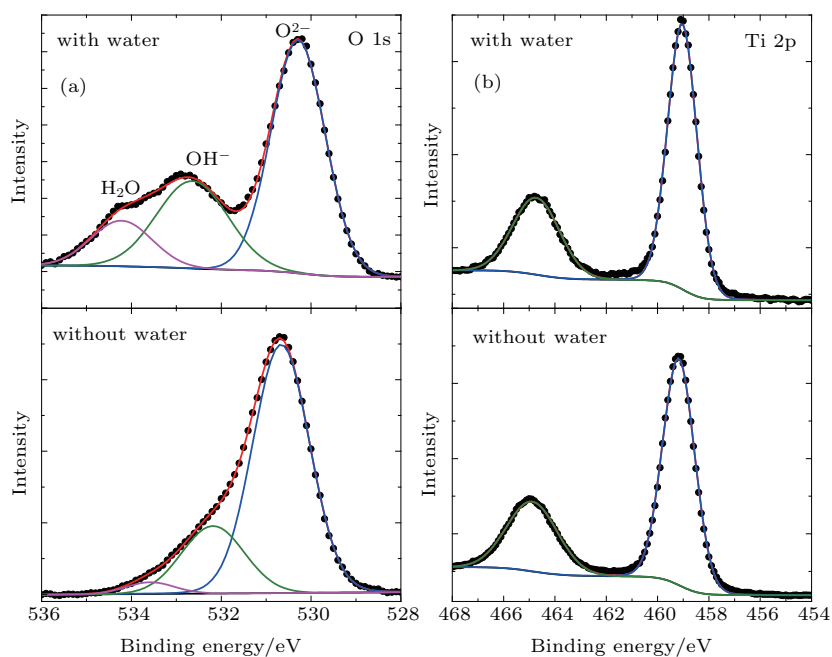 with water
O²⁻
O 1s
(a)
H₂O
OH⁻
Intensity
with water
Ti 2p
(b)
Intensity
without water
Intensity
536 534 532 530 528
Binding energy/eV
without water
Intensity
468 466 464 462 460 458 456 454
Binding energy/eV